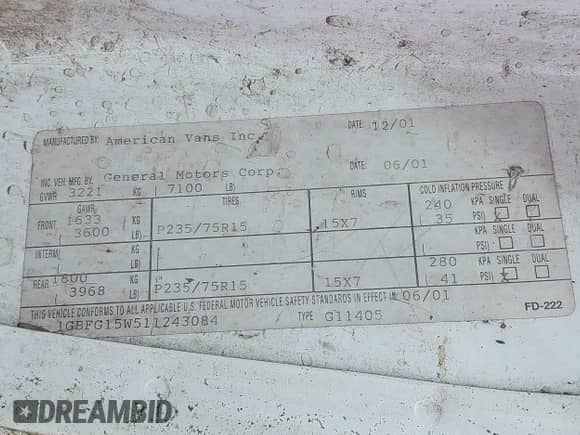 MANUFACTURED BY: American Vans Inc. DATE: 12/01
INC. VEH. MFG. BY: General Motors Corp. DATE: 06/01
GVWR 3221 KG ( 7100 LB)
GAWR TIRES RIMS COLD INFLATION PRESSURE
FRONT 1633 KG 240 KPA SINGLE DUAL
( 3600 LB) P235/75R15 15X7 ( 35 PSI) X
INTERM KG KPA SINGLE DUAL
( LB) ( PSI)
REAR 1800 KG 280 KPA SINGLE DUAL
( 3968 LB) P235/75R15 15X7 ( 41 PSI) X
THIS VEHICLE CONFORMS TO ALL APPLICABLE U.S. FEDERAL MOTOR VEHICLE SAFETY STANDARDS IN EFFECT IN 06/01
1GBFG15W511243084 TYPE G11405 FD-222
DREAMBID